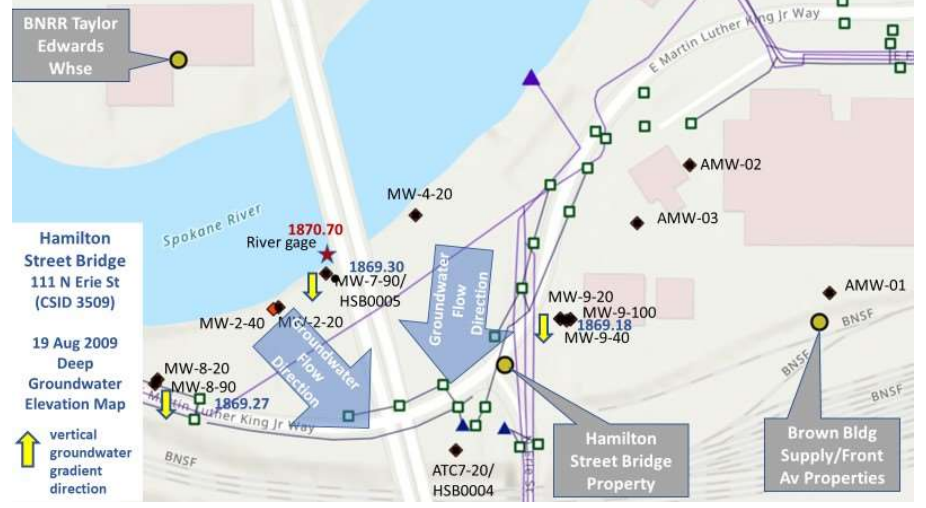 BNRR Taylor
Edwards
Whse
E Martin Luther King Jr Way
AMW-02
MW-4-20
AMW-03
Spokane River
1870.70
River gage
Hamilton
Street Bridge
111 N Erie St
(CSID 3509)
19 Aug 2009
Deep
Groundwater
Elevation Map
vertical
groundwater
gradient
direction
1869.30
MW-7-90/
HSB0005
Groundwater
Flow
Direction
AMW-01
MW-9-20
MW-9-100
1869.18
MW-9-40
MW-2-40
MW-2-20
Groundwater
Flow
Direction
BNSF
BNSF
BNSF
MW-8-20
MW-8-90
1869.27
Martin Luther King Jr Way
BNSF
ATC7-20/
HSB0004
Hamilton
Street Bridge
Property
Brown Bldg
Supply/Front
Av Properties